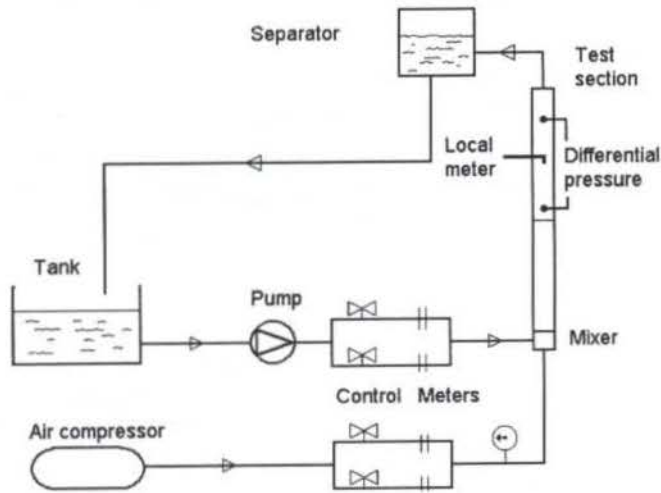 Separator
Test
section
Local
meter
Differential
pressure
Tank
Pump
Mixer
Control Meters
Air compressor